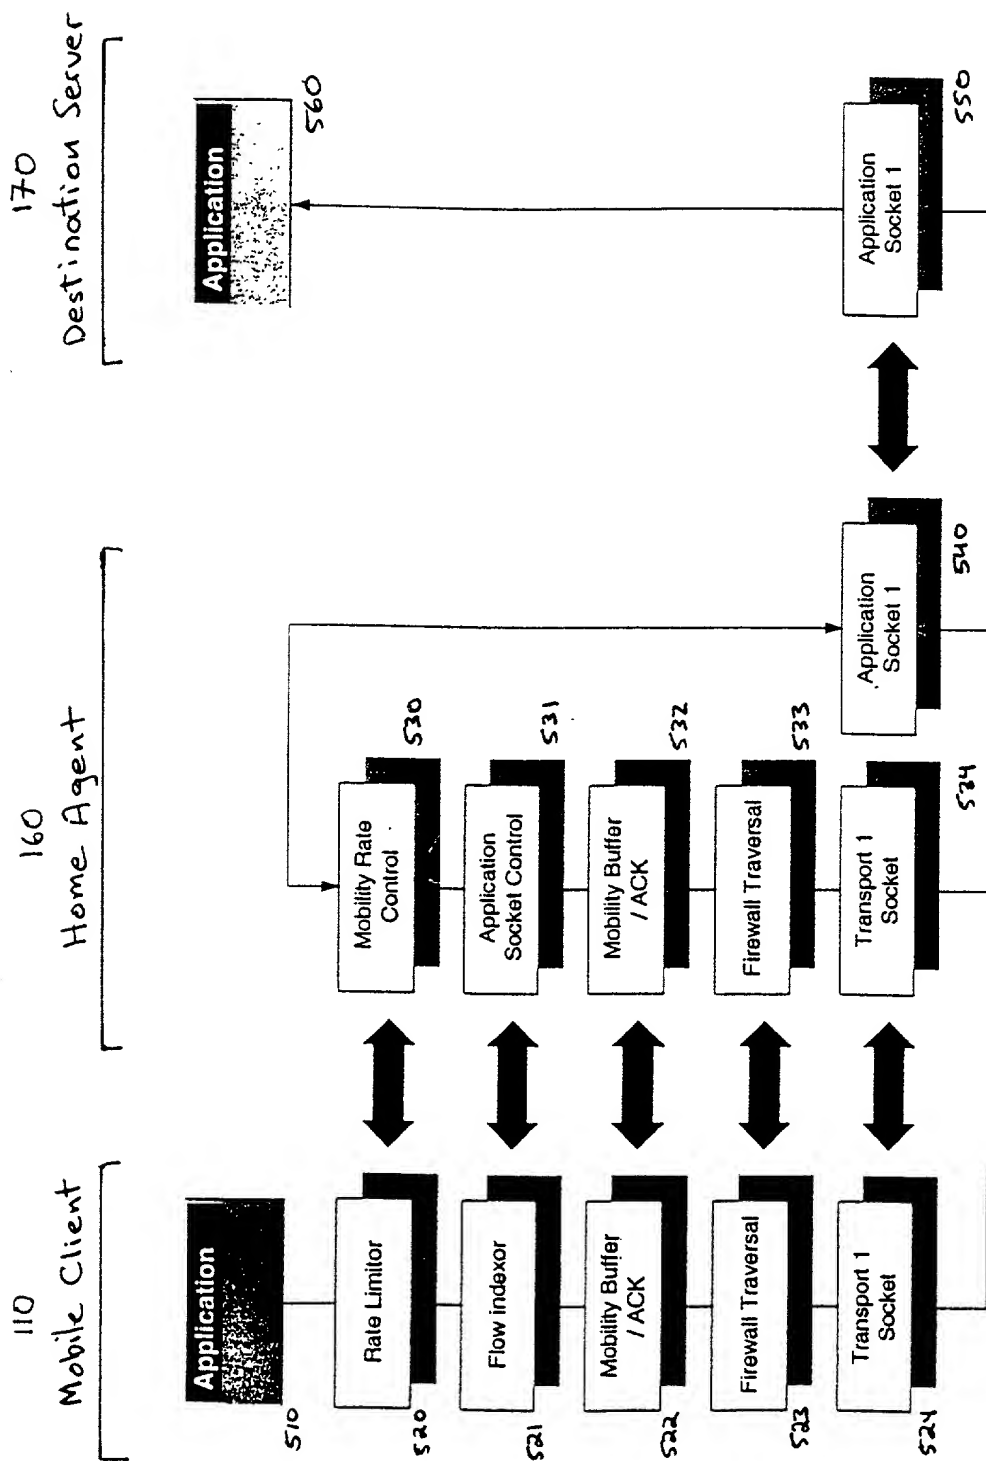 110
Mobile Client
160
Home Agent
170
Destination Server
Application
510
Rate Limitor
520
Flow indexor
521
Mobility Buffer
/ ACK
522
Firewall Traversal
523
Transport 1
Socket
524
Mobility Rate
Control
530
Application
Socket Control
531
Mobility Buffer
/ ACK
532
Firewall Traversal
533
Transport 1
Socket
534
Application
Socket 1
540
Application
560
Application
Socket 1
550